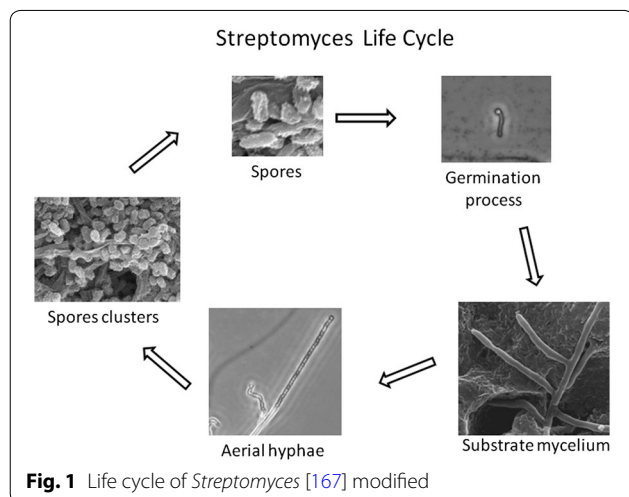 Streptomyces Life Cycle
Spores
Germination
process
Substrate mycelium
Aerial hyphae
Spores clusters
Fig. 1 Life cycle of Streptomyces [167] modified